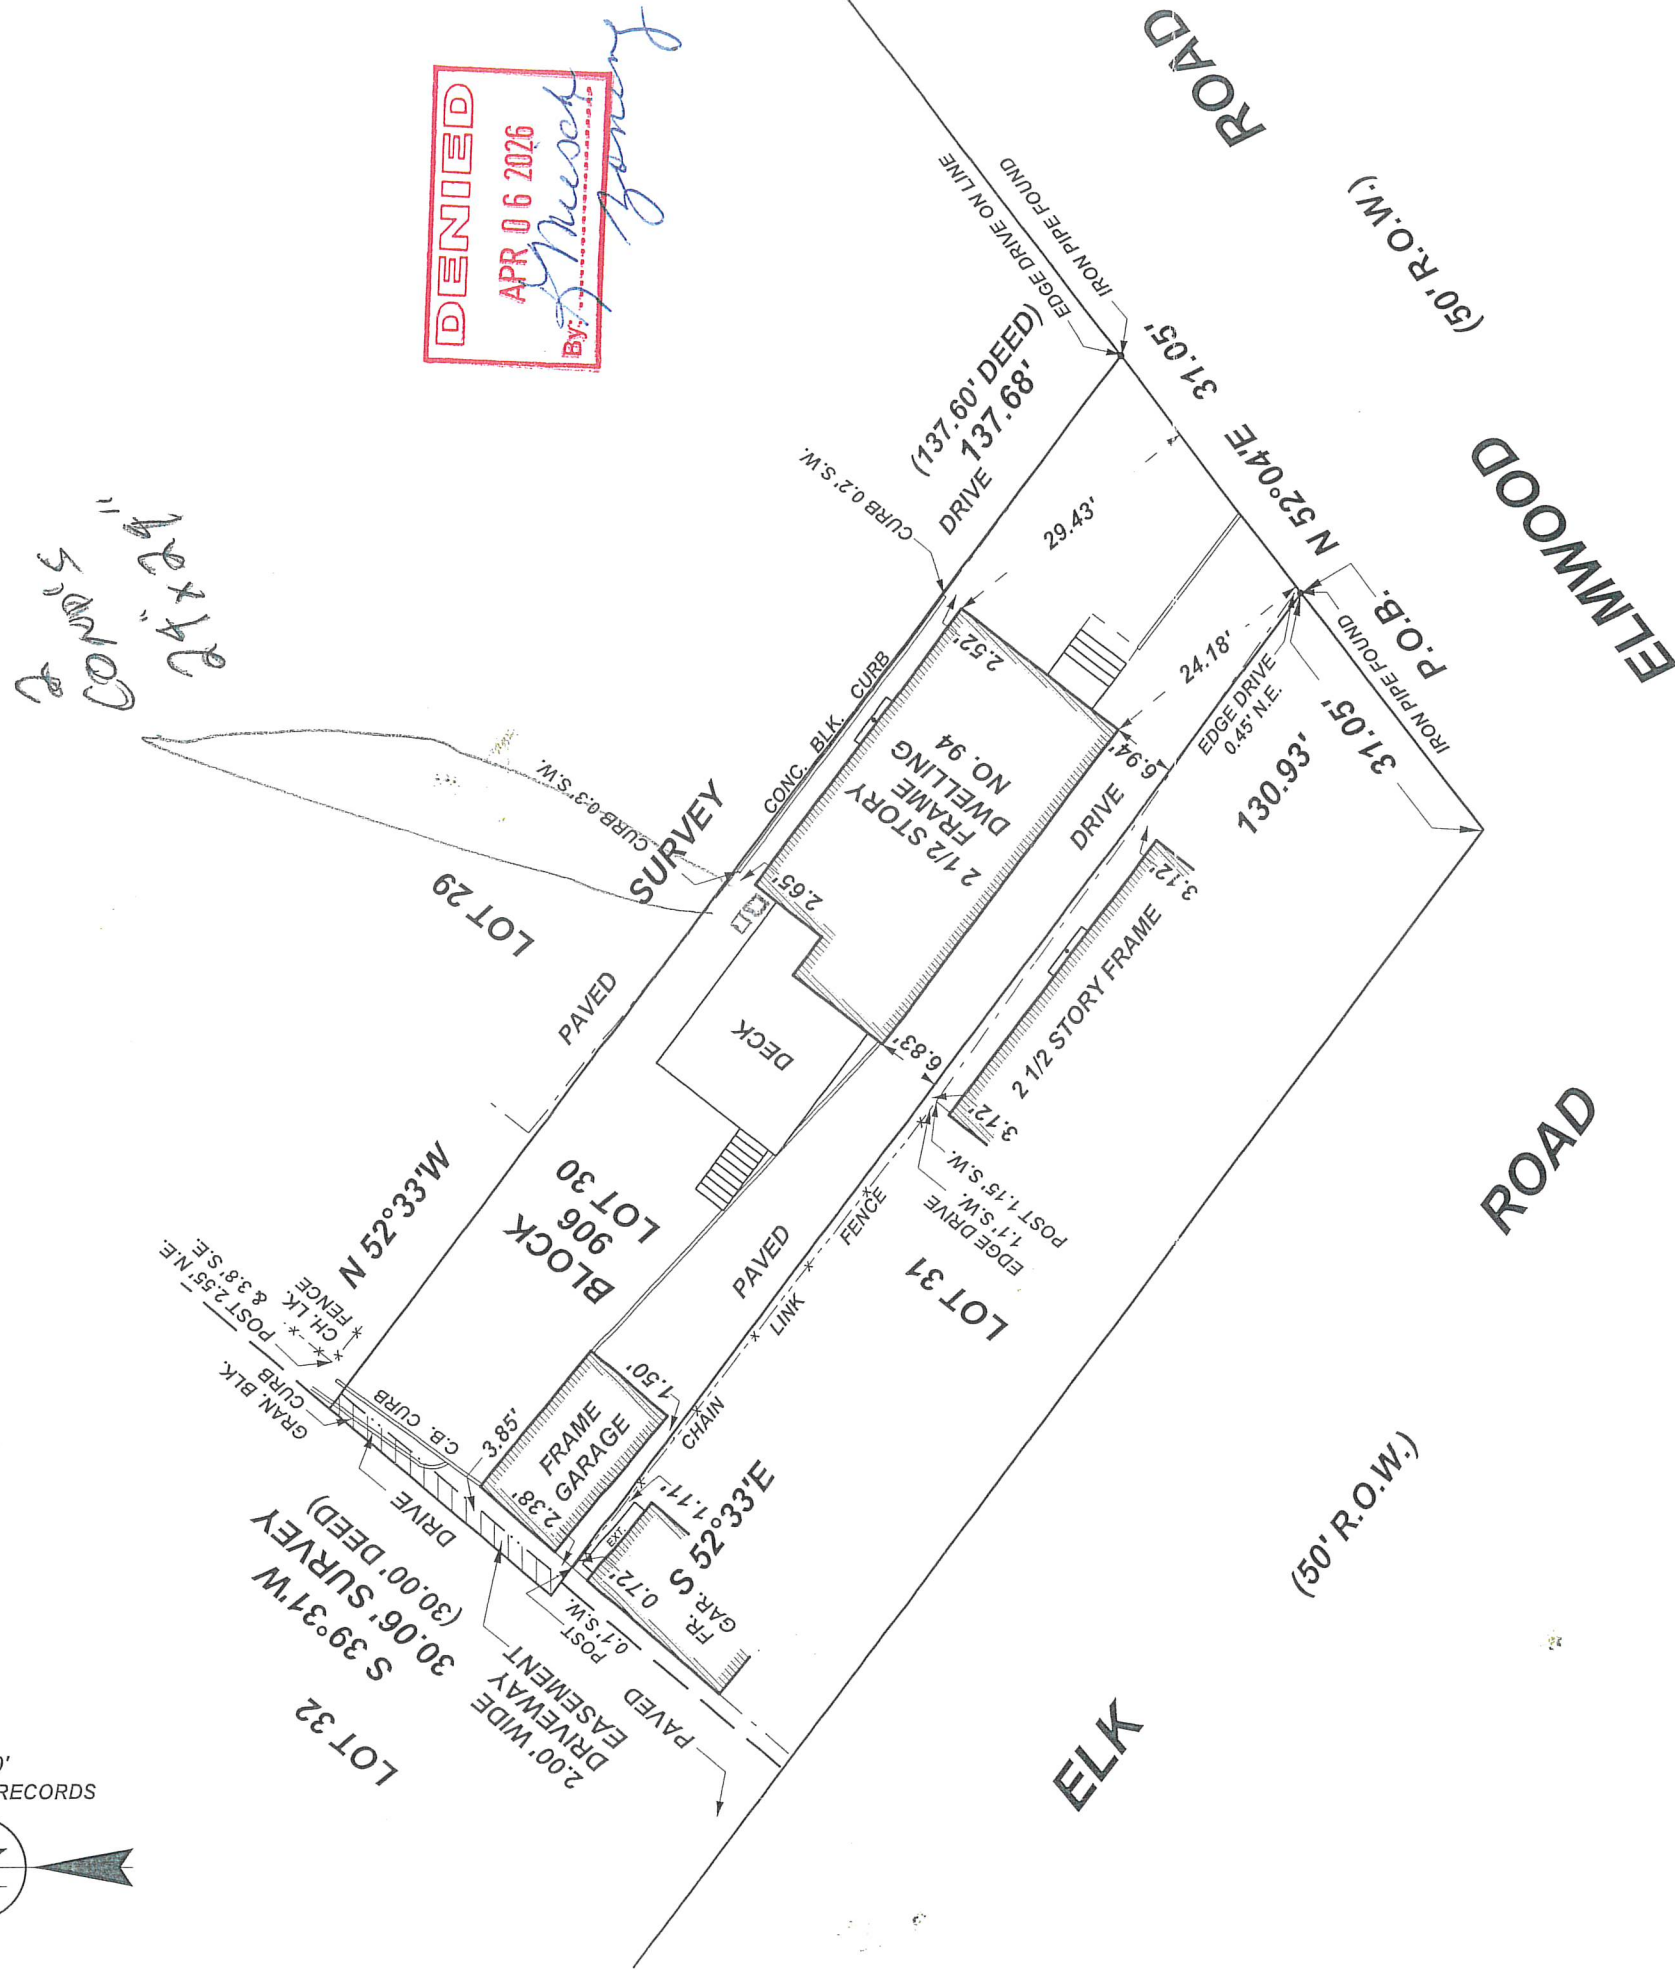 DENIED
APR 06 2026
By:
Zoning
2
COND'S
24" x 24"
ROAD
(50' R.O.W.)
ELMWOOD
EDGE DRIVE ON LINE
IRON PIPE FOUND
31.05'
N 52°04'E
(137.60' DEED)
137.68'
DRIVE
CURB 0.2' S.W.
29.43'
24.18'
P.O.B.
IRON PIPE FOUND
31.05'
EDGE DRIVE
0.45' N.E.
130.93'
2.52'
CONC. BLK. CURB
2 1/2 STORY
FRAME
DWELLING
NO. 94
6.94'
DRIVE
2.65'
CURB 0.3' S.W.
SURVEY
LOT 29
PAVED
DECK
6.83'
3.12'
2 1/2 STORY FRAME
3.12'
POST 1.15' S.W.
EDGE DRIVE
1.1' S.W.
LOT 31
N 52°33'W
BLOCK
906
LOT 30
PAVED
CHAIN LINK FENCE
POST 2.55' N.E.
& 3.8' S.E.
CH. LK.
FENCE
GRAN. BLK.
CURB
C.B. CURB
3.85'
FRAME
GARAGE
1.50'
2.38'
1.11'
S 52°33'E
EXT.
0.72'
FR.
GAR.
POST
0.1' S.W.
DRIVE
S 39°31'W
30.06' SURVEY
(30.00' DEED)
2.00' WIDE
DRIVEWAY
EASEMENT
PAVED
LOT 32
ELK
ROAD
(50' R.O.W.)
RECORDS